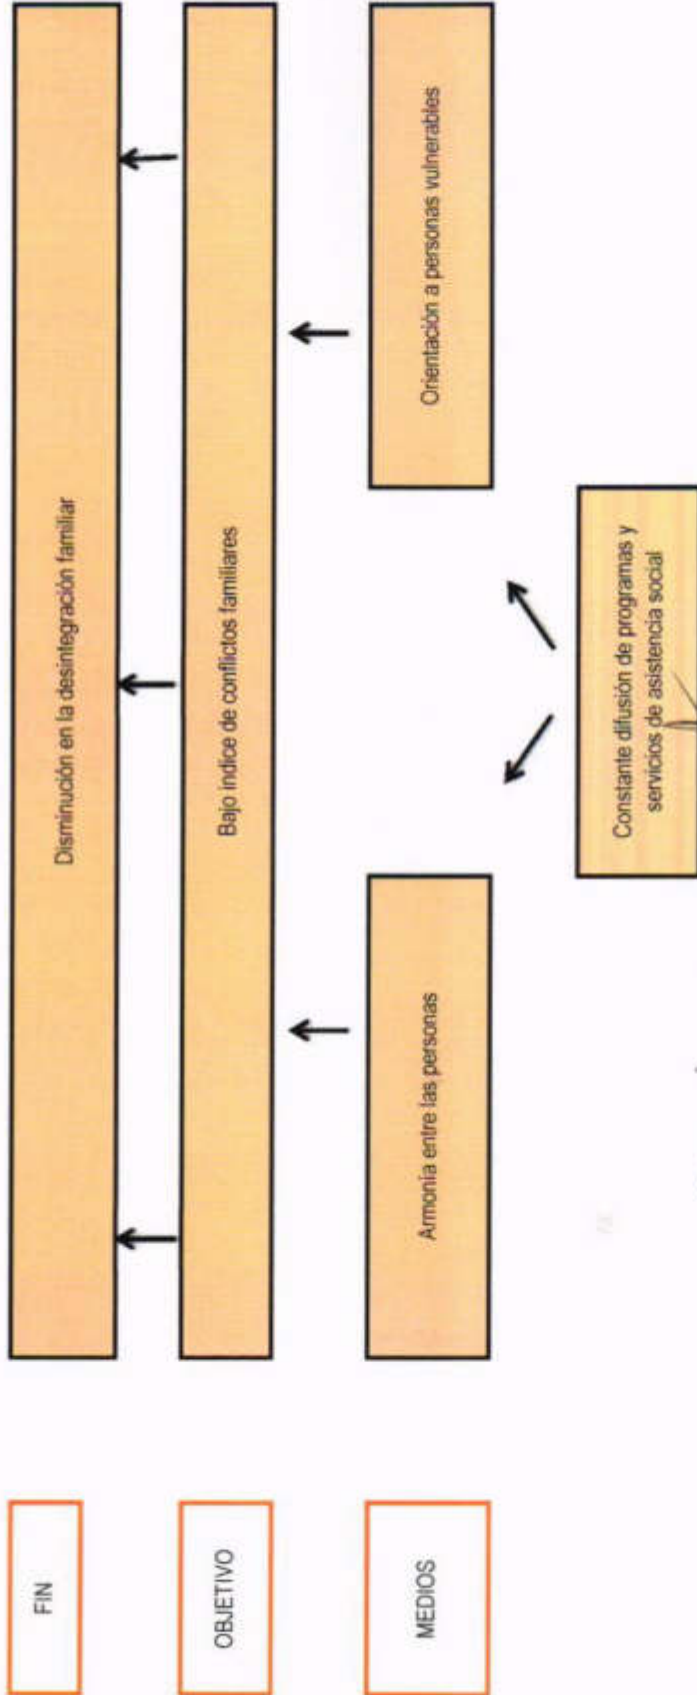 FIN
Disminución en la desintegración familiar
OBJETIVO
Bajo índice de conflictos familiares
MEDIOS
Armonía entre las personas
Orientación a personas vulnerables
Constante difusión de programas y
servicios de asistencia social